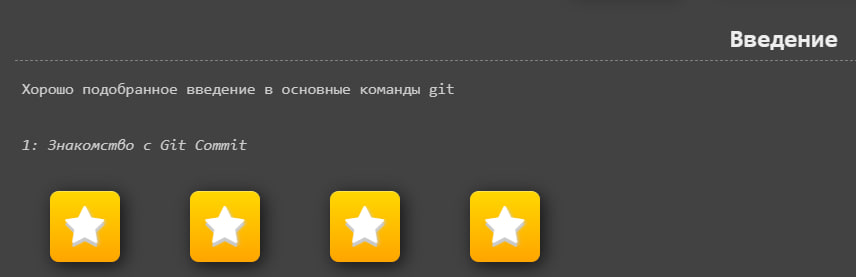 Введение
Хорошо подобранное введение в основные команды git
1: Знакомство с Git Commit